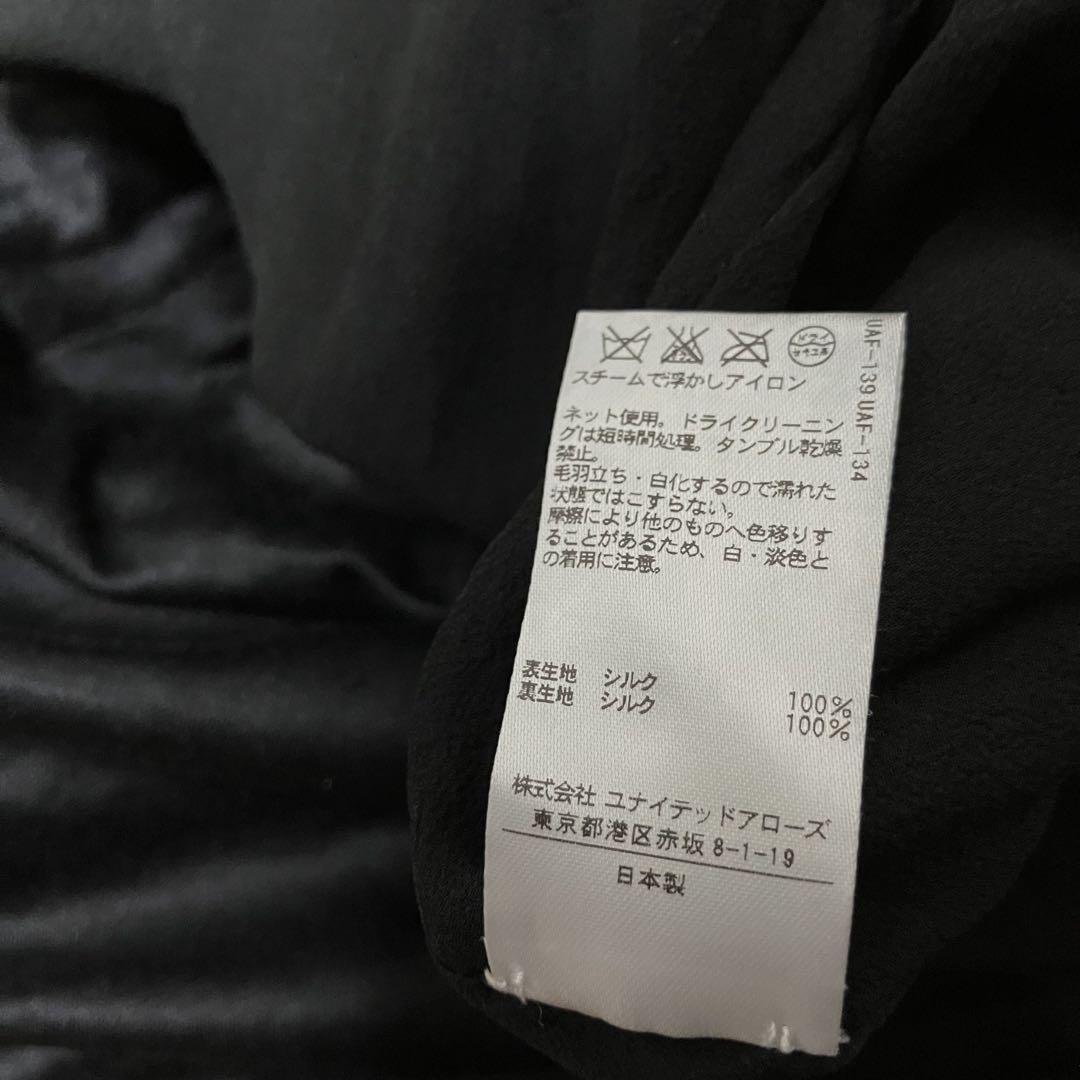 ドライ
セキユ系
スチームで浮かしアイロン
ネット使用。ドライクリーニン
グは短時間処理。タンブル乾燥
禁止。
毛羽立ち・白化するので濡れた
状態ではこすらない。
摩擦により他のものへ色移りす
ることがあるため、白・淡色と
の着用に注意。
表生地 シルク 100%
裏生地 シルク 100%
株式会社 ユナイテッドアローズ
東京都港区赤坂 8-1-19
日本製
UAF-139 UAF-134